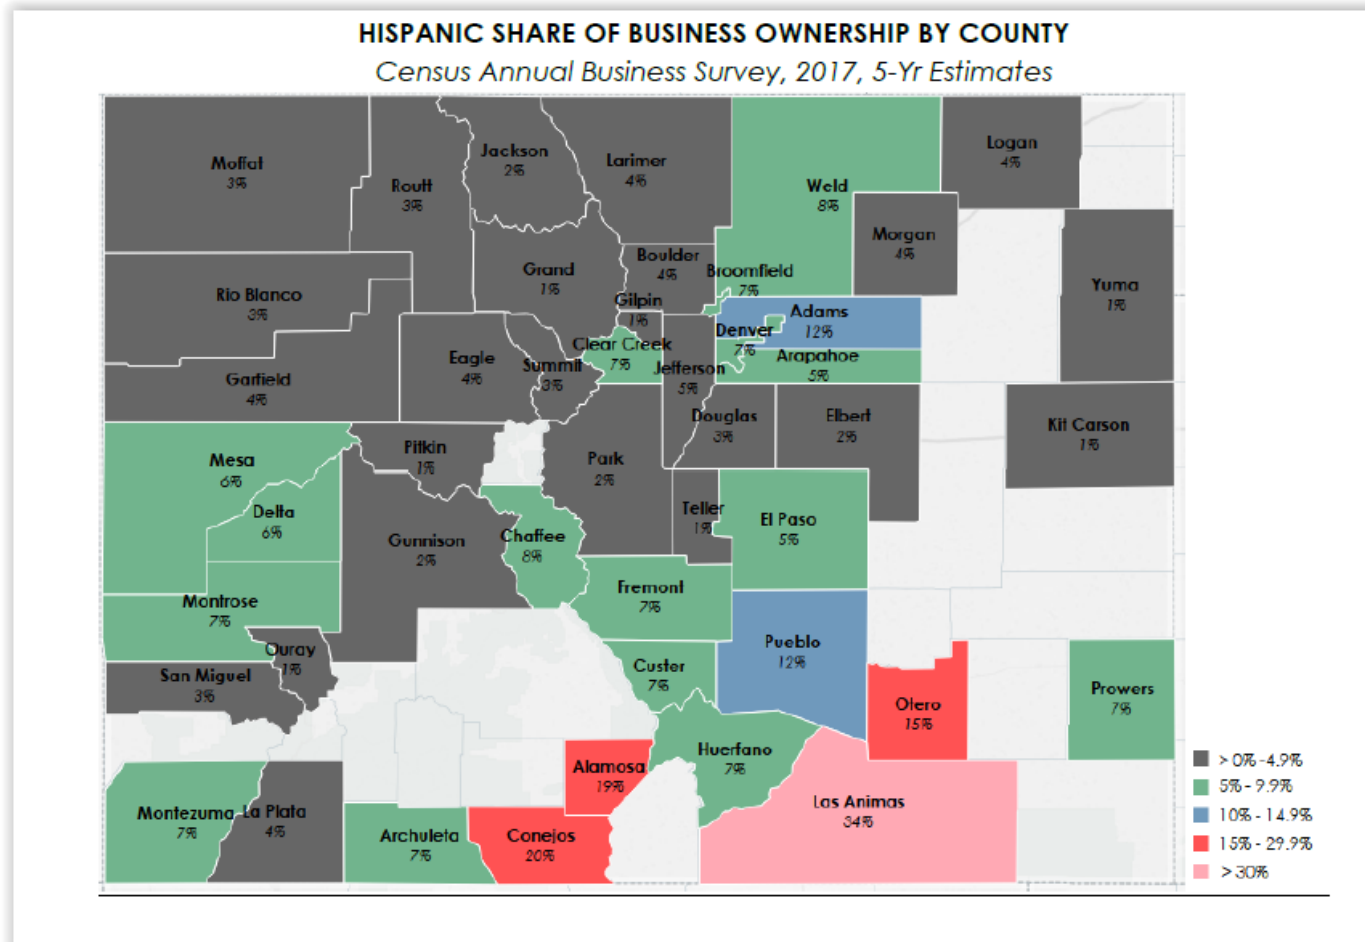 HISPANIC SHARE OF BUSINESS OWNERSHIP BY COUNTY
Census Annual Business Survey, 2017, 5-Yr Estimates
Moffat
3%
Routt
3%
Jackson
2%
Larimer
4%
Weld
8%
Logan
4%
Morgan
4%
Yuma
1%
Rio Blanco
3%
Grand
1%
Boulder
4%
Broomfield
7%
Gilpin
1%
Adams
12%
Denver
7%
Clear Creek
7%
Arapahoe
5%
Garfield
4%
Eagle
4%
Summit
3%
Jefferson
5%
Douglas
3%
Elbert
2%
Kit Carson
1%
Mesa
6%
Pitkin
1%
Park
2%
Delta
6%
Gunnison
2%
Chaffee
8%
Teller
1%
El Paso
5%
Montrose
7%
Fremont
7%
Ouray
1%
San Miguel
3%
Custer
7%
Pueblo
12%
Otero
15%
Prowers
7%
Alamosa
19%
Huerfano
7%
Las Animas
34%
Montezuma
7%
La Plata
4%
Archuleta
7%
Conejos
20%
> 0% - 4.9%
5% - 9.9%
10% - 14.9%
15% - 29.9%
> 30%